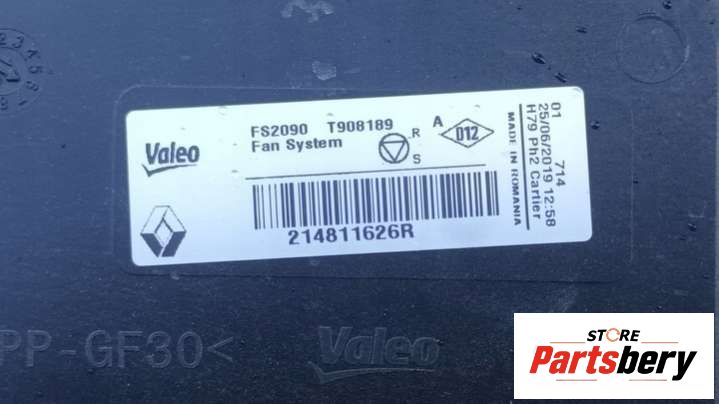 Valeo
FS2090 T908189
Fan System
R
S
A
D12
214811626R
01 714
25/06/2019 12:58
H79 Ph2 Cartier
MADE IN ROMANIA
PP-GF30<
Valeo
STORE
Partsbery